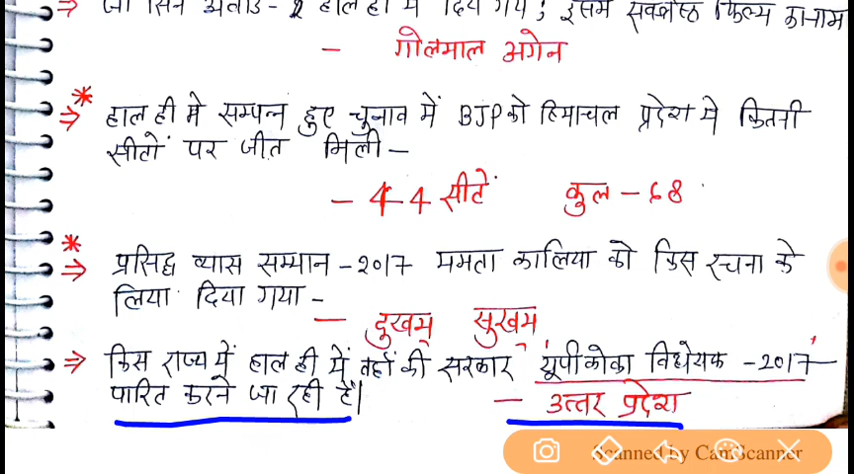 ⇒ जी सिने अवार्ड - 2 हाल ही में दिये गये, इसमें सर्वश्रेष्ठ फिल्म का नाम
- गोलमाल अगेन
* ⇒ हाल ही मे सम्पन्न हुए चुनाव में BJP को हिमाचल प्रदेश मे कितनी
सीटों पर जीत मिली -
- 44 सीटें कुल - 68
* ⇒ प्रसिद्ध व्यास सम्मान - 2017 ममता कालिया को किस रचना के
लिया दिया गया -
- दुखम् सुखम
⇒ किस राज्य में हाल ही में वहाँ की सरकार 'यूपीकोका विधेयक - 2017'
पारित करने जा रही है।
- उत्तर प्रदेश
Scanned by CamScanner